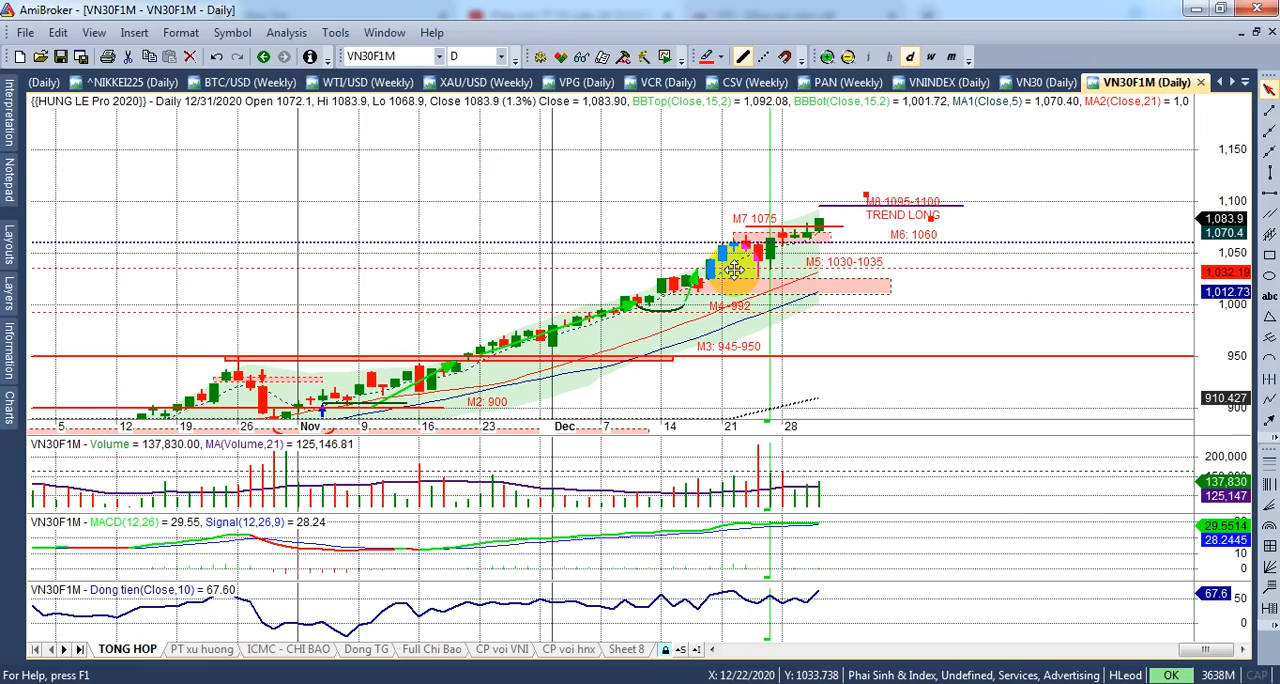 AmiBroker - [VN30F1M - VN30F1M - Daily]
File Edit View Insert Format Symbol Analysis Tools Window Help
VN30F1M D i h d w m
(Daily) ^NIKKEI225 (Daily) BTC/USD (Weekly) WTI/USD (Weekly) XAU/USD (Weekly) VPG (Daily) VCR (Daily) CSV (Weekly) PAN (Weekly) VNINDEX (Daily) VN30 (Daily) VN30F1M (Daily)
{{HUNG LE Pro 2020}} - Daily 12/31/2020 Open 1072.1, Hi 1083.9, Lo 1068.9, Close 1083.9 (1.3%) Close = 1,083.90, BBTop(Close,15,2) = 1,092.08, BBBot(Close,15,2) = 1,001.72, MA1(Close,5) = 1,070.40, MA2(Close,21) = 1,0
Interpretation
Notepad
Layouts
Layers
Information
Charts
abc
1,150
1,100
M8 1095-1100
TREND LONG
M7 1075
1,083.9
1,070.4
M6: 1060
1,050
M5: 1030-1035
1,032.19
1,012.73
1,000
M4 -992
M3: 945-950
950
M2: 900
910.427
900
5 12 19 26 Nov 9 16 23 Dec 7 14 21 28
VN30F1M - Volume = 137,830.00, MA(Volume,21) = 125,146.81
200,000
137,830
125,147
VN30F1M - MACD(12,26) = 29.55, Signal(12,26,9) = 28.24
29.5514
28.2445
10
0
VN30F1M - Dong tien(Close,10) = 67.60
67.6
50
0
TONG HOP PT xu huong ICMC - CHI BAO Dong TG Full Chi Bao CP voi VNI CP voi hnx Sheet 8
For Help, press F1 X: 12/22/2020 Y: 1033.738 Phai Sinh & Index, Undefined, Services, Advertising HLeod OK 3638M CAP